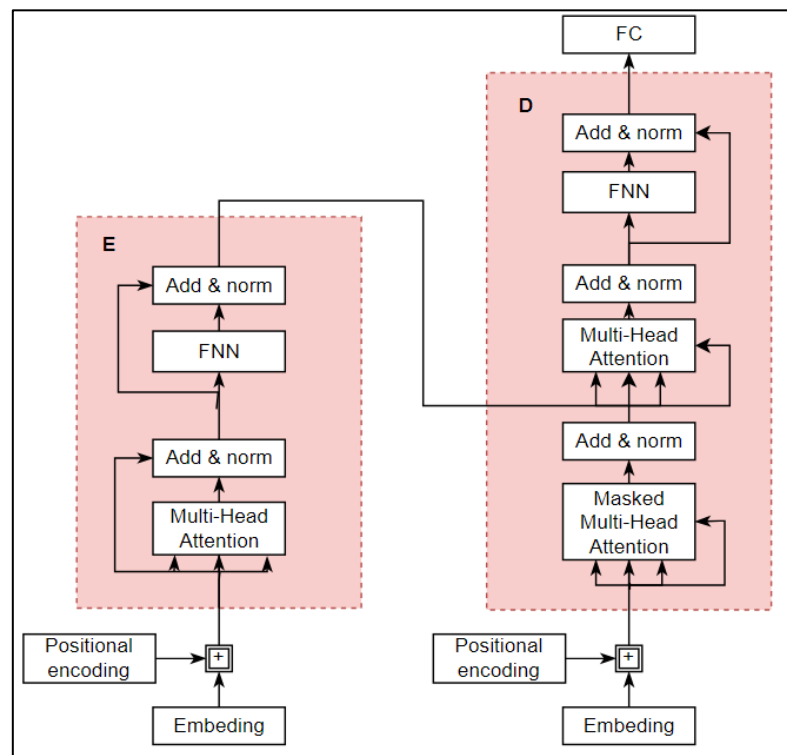 FC
D
Add & norm
FNN
Add & norm
Multi-Head
Attention
Add & norm
Masked
Multi-Head
Attention
Positional
encoding
+
Embeding
E
Add & norm
FNN
Add & norm
Multi-Head
Attention
Positional
encoding
+
Embeding